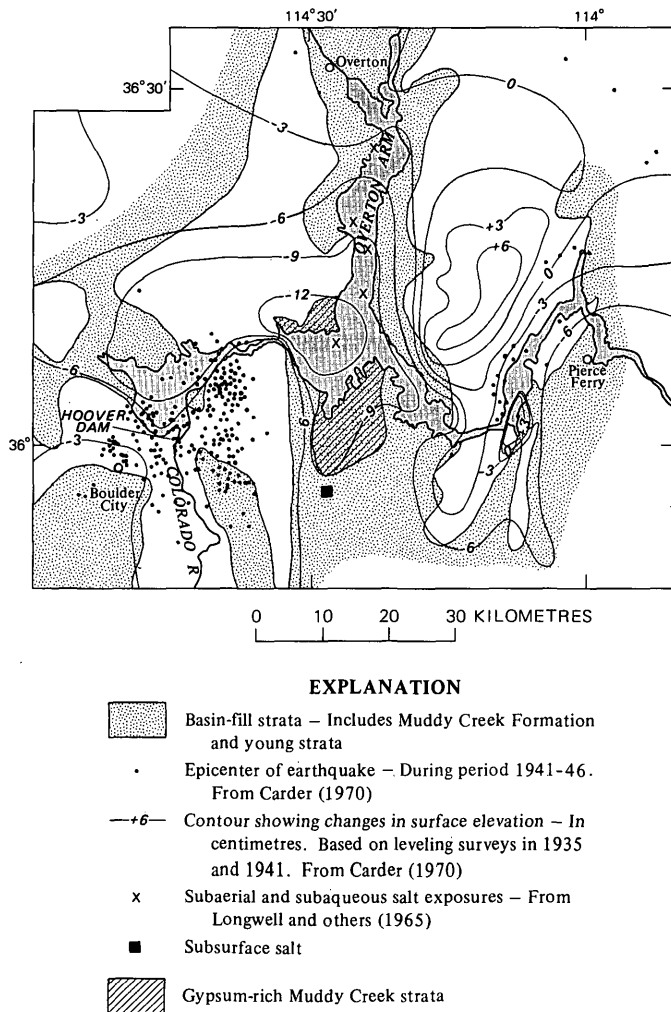 114°30'
114°
Overton
36°30'
0
-3
-3
OVERTON ARM
-6
+3
+6
-9
0
-12
-3
-6
Pierce Ferry
6
HOOVER DAM
9
6
36°
-3
-3
Boulder City
COLORADO R
6
0 10 20 30 KILOMETRES
EXPLANATION
Basin-fill strata – Includes Muddy Creek Formation
and young strata
Epicenter of earthquake – During period 1941-46.
From Carder (1970)
—+6— Contour showing changes in surface elevation – In
centimetres. Based on leveling surveys in 1935
and 1941. From Carder (1970)
x Subaerial and subaqueous salt exposures – From
Longwell and others (1965)
Subsurface salt
Gypsum-rich Muddy Creek strata